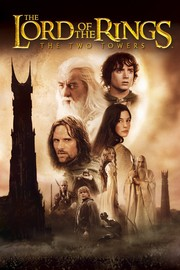 THE
LORD OF THE RINGS
THE TWO TOWERS